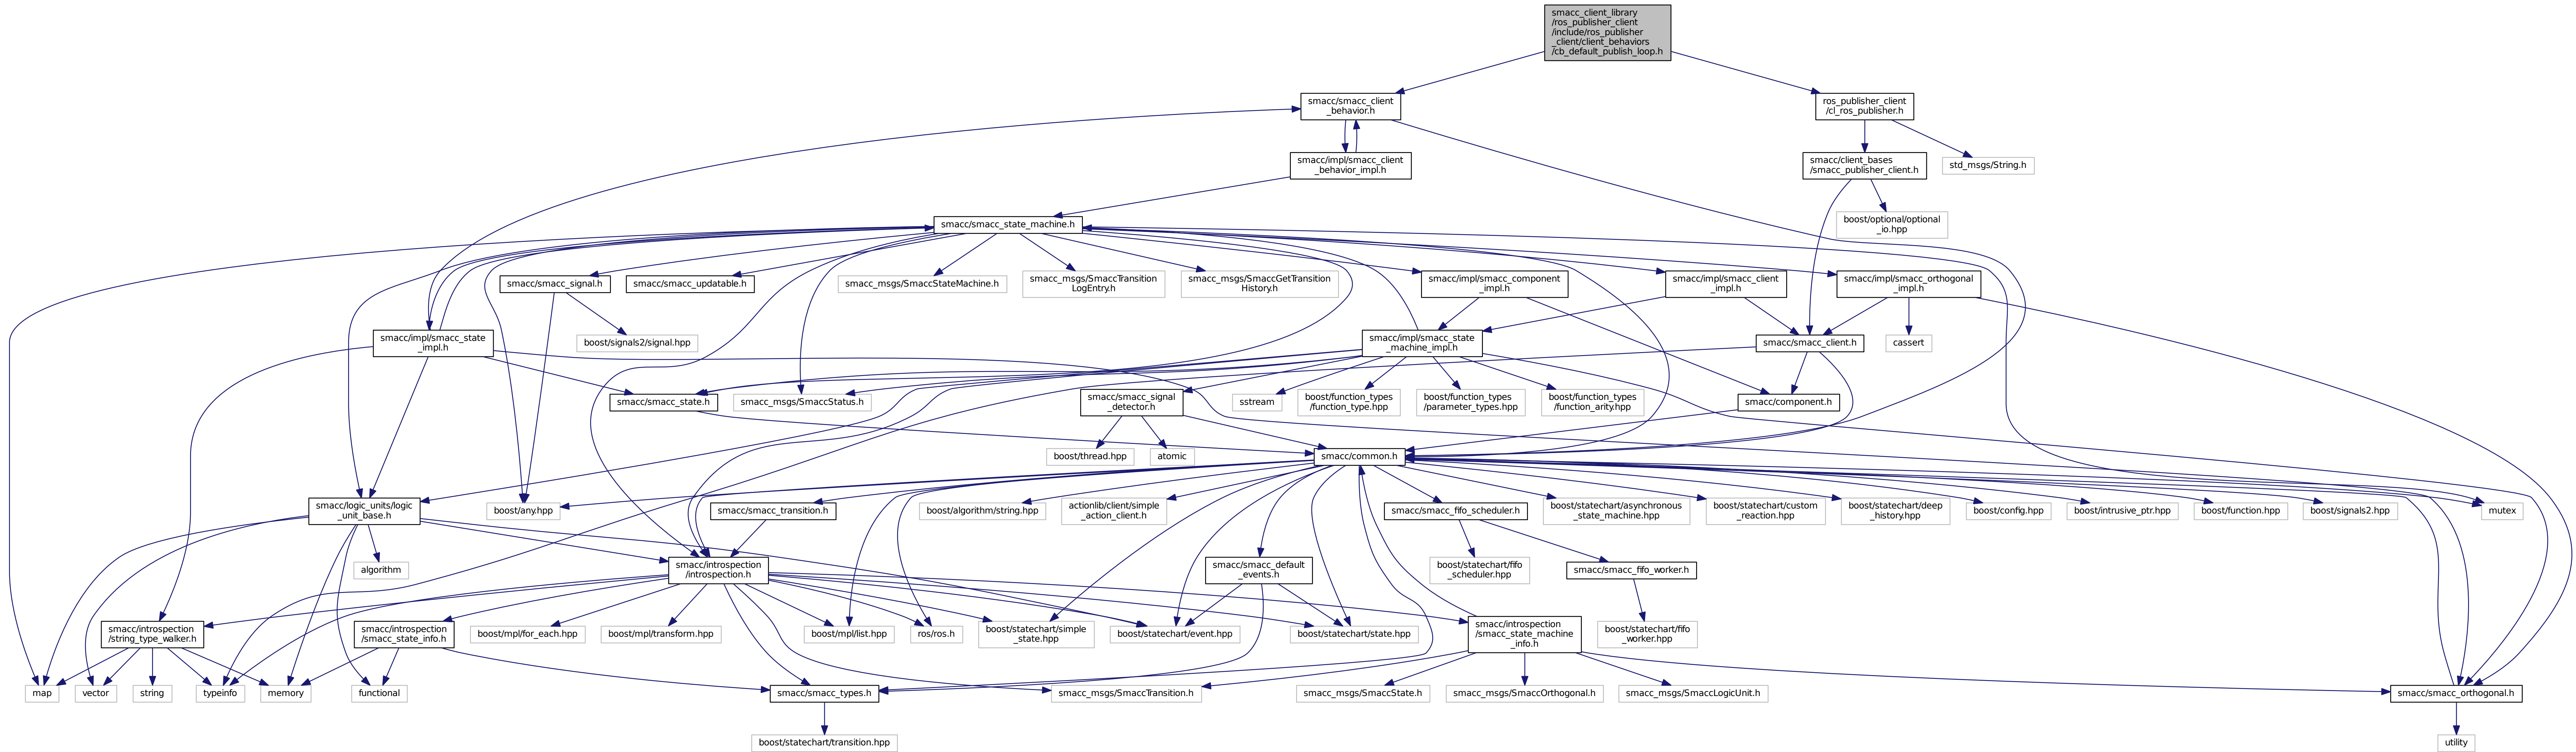 smacc_client_library
/ros_publisher_client
/include/ros_publisher
_client/client_behaviors
/cb_default_publish_loop.h
smacc/smacc_client
_behavior.h
ros_publisher_client
/cl_ros_publisher.h
smacc/impl/smacc_client
_behavior_impl.h
smacc/client_bases
/smacc_publisher_client.h
std_msgs/String.h
smacc/smacc_state_machine.h
boost/optional/optional
_io.hpp
smacc/smacc_signal.h
smacc/smacc_updatable.h
smacc_msgs/SmaccStateMachine.h
smacc_msgs/SmaccTransition
LogEntry.h
smacc_msgs/SmaccGetTransition
History.h
smacc/impl/smacc_component
_impl.h
smacc/impl/smacc_client
_impl.h
smacc/impl/smacc_orthogonal
_impl.h
smacc/impl/smacc_state
_impl.h
boost/signals2/signal.hpp
smacc/impl/smacc_state
_machine_impl.h
smacc/smacc_client.h
cassert
smacc/smacc_state.h
smacc_msgs/SmaccStatus.h
smacc/smacc_signal
_detector.h
sstream
boost/function_types
/function_type.hpp
boost/function_types
/parameter_types.hpp
boost/function_types
/function_arity.hpp
smacc/component.h
boost/thread.hpp
atomic
smacc/common.h
smacc/logic_units/logic
_unit_base.h
boost/any.hpp
smacc/smacc_transition.h
boost/algorithm/string.hpp
actionlib/client/simple
_action_client.h
smacc/smacc_fifo_scheduler.h
boost/statechart/asynchronous
_state_machine.hpp
boost/statechart/custom
_reaction.hpp
boost/statechart/deep
_history.hpp
boost/config.hpp
boost/intrusive_ptr.hpp
boost/function.hpp
boost/signals2.hpp
mutex
algorithm
smacc/introspection
/introspection.h
smacc/smacc_default
_events.h
boost/statechart/fifo
_scheduler.hpp
smacc/smacc_fifo_worker.h
smacc/introspection
/string_type_walker.h
smacc/introspection
/smacc_state_info.h
boost/mpl/for_each.hpp
boost/mpl/transform.hpp
boost/mpl/list.hpp
ros/ros.h
boost/statechart/simple
_state.hpp
boost/statechart/event.hpp
boost/statechart/state.hpp
smacc/introspection
/smacc_state_machine
_info.h
boost/statechart/fifo
_worker.hpp
map
vector
string
typeinfo
memory
functional
smacc/smacc_types.h
smacc_msgs/SmaccTransition.h
smacc_msgs/SmaccState.h
smacc_msgs/SmaccOrthogonal.h
smacc_msgs/SmaccLogicUnit.h
smacc/smacc_orthogonal.h
boost/statechart/transition.hpp
utility